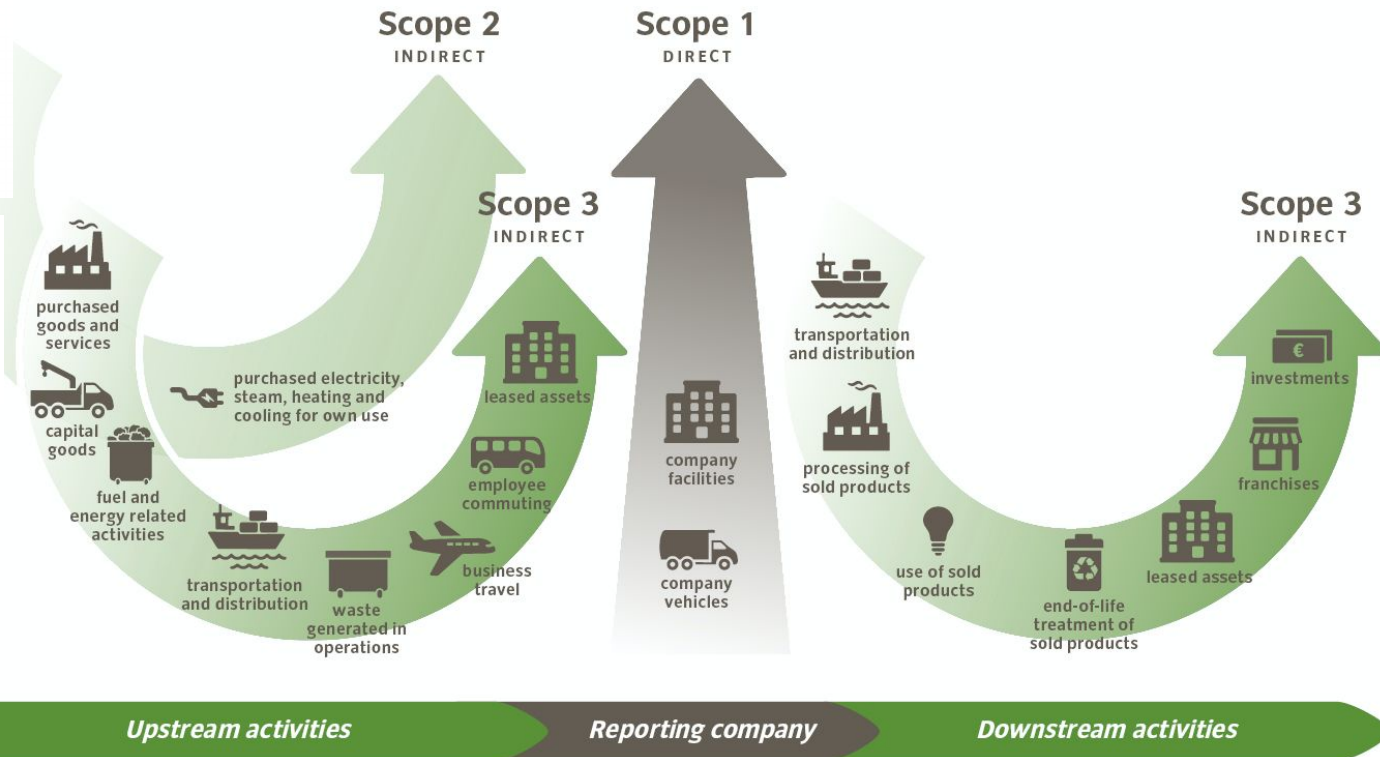 Scope 2
INDIRECT
Scope 1
DIRECT
Scope 3
INDIRECT
Scope 3
INDIRECT
purchased
goods and
services
capital
goods
fuel and
energy related
activities
purchased electricity,
steam, heating and
cooling for own use
transportation
and distribution
waste
generated in
operations
business
travel
employee
commuting
leased assets
company
facilities
company
vehicles
transportation
and distribution
processing of
sold products
use of sold
products
end-of-life
treatment of
sold products
leased assets
franchises
€
investments
Upstream activities
Reporting company
Downstream activities